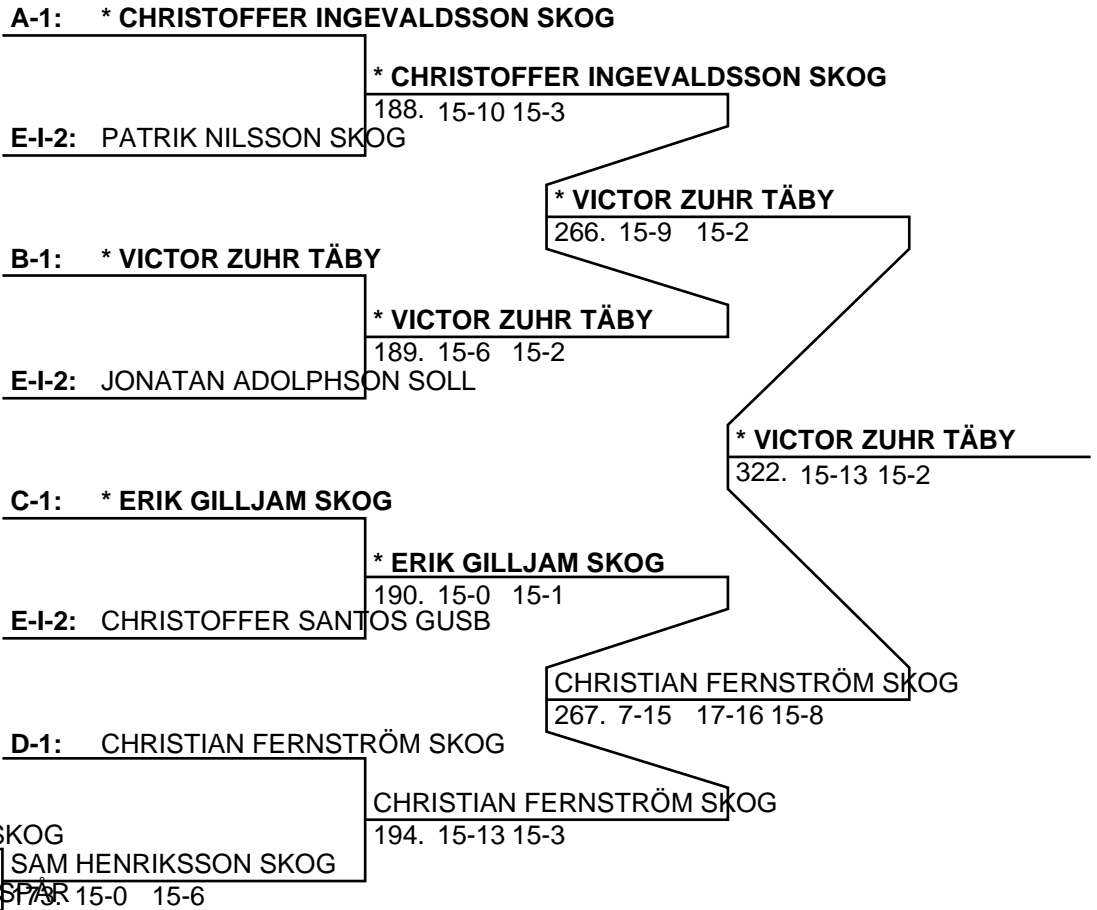 A-1: * CHRISTOFFER INGEVALDSSON SKOG
* CHRISTOFFER INGEVALDSSON SKOG
188. 15-10 15-3
E-I-2: PATRIK NILSSON SKOG
* VICTOR ZUHR TÄBY
266. 15-9 15-2
B-1: * VICTOR ZUHR TÄBY
* VICTOR ZUHR TÄBY
189. 15-6 15-2
E-I-2: JONATAN ADOLPHSON SOLL
* VICTOR ZUHR TÄBY
322. 15-13 15-2
C-1: * ERIK GILLJAM SKOG
* ERIK GILLJAM SKOG
190. 15-0 15-1
E-I-2: CHRISTOFFER SANTOS GUSB
CHRISTIAN FERNSTRÖM SKOG
267. 7-15 17-16 15-8
D-1: CHRISTIAN FERNSTRÖM SKOG
CHRISTIAN FERNSTRÖM SKOG
194. 15-13 15-3
SKOG
SAM HENRIKSSON SKOG
SPÅR
173. 15-0 15-6